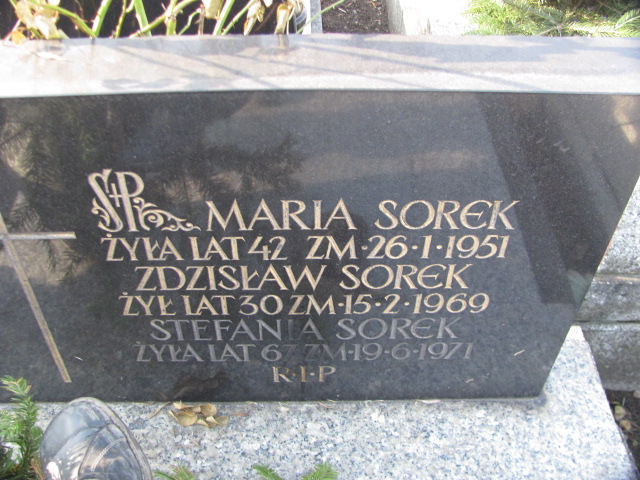 Ś†P MARIA SOREK
ŻYŁA LAT 42 ZM·26·1·1951
ZDZISŁAW SOREK
ŻYŁ LAT 30 ZM·15·2·1969
STEFANIA SOREK
ŻYŁA LAT 67 ZM·19·6·1971
R·I·P